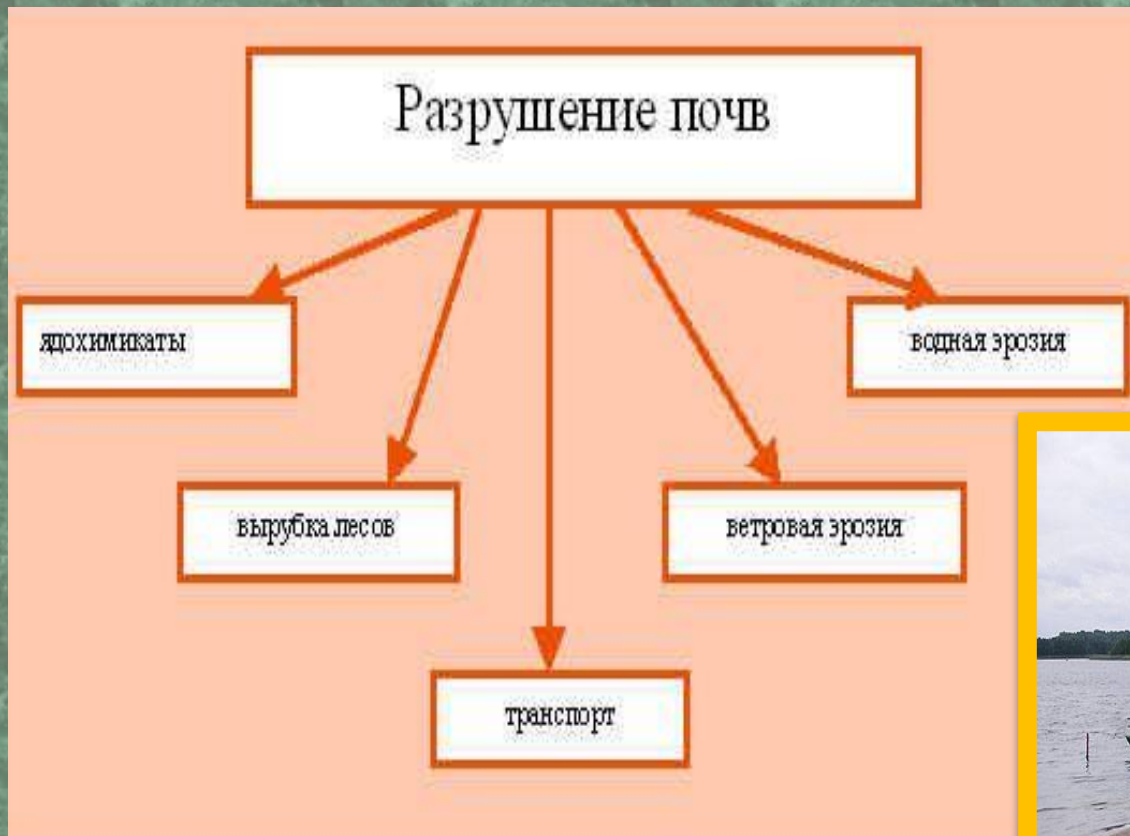 Разрушение почв
ядохимикаты
водная эрозия
вырубка лесов
ветровая эрозия
транспорт